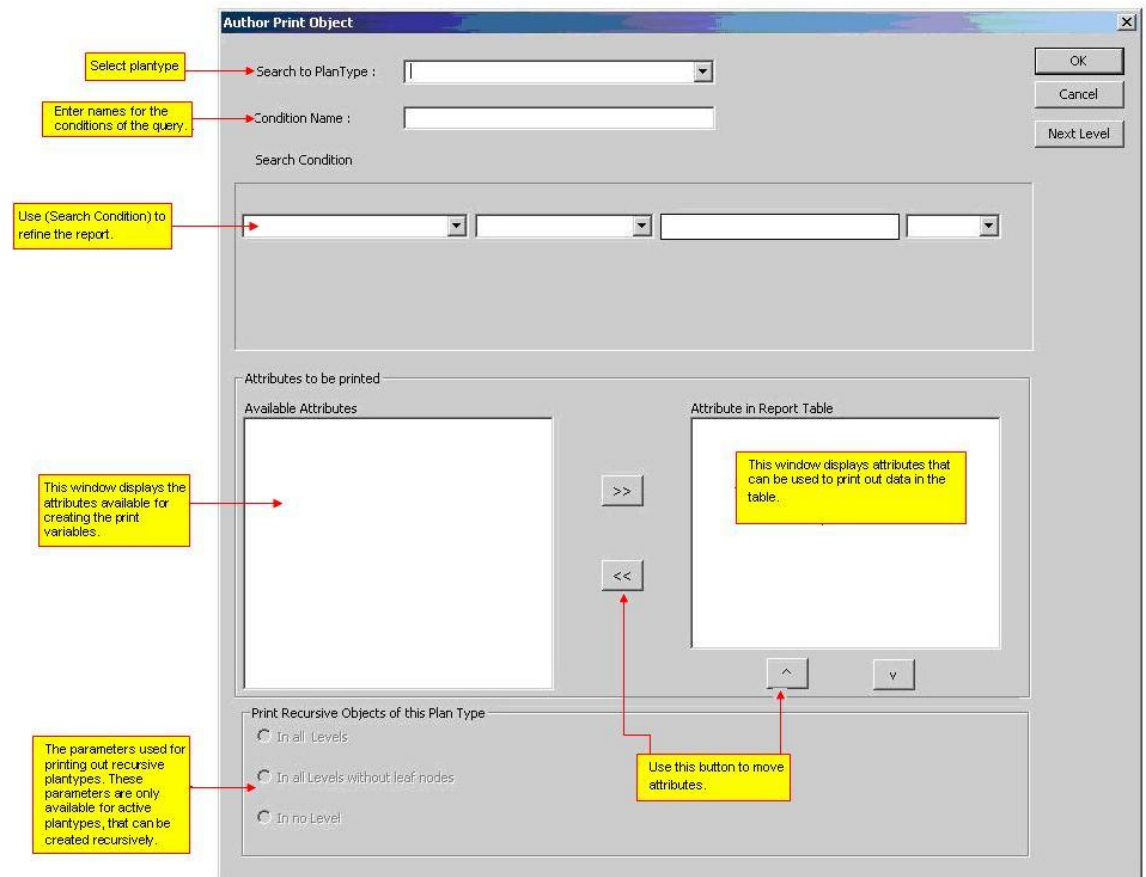 Author Print Object
Select plantype
Search to PlanType :
OK
Cancel
Enter names for the
conditions of the query.
Condition Name :
Next Level
Search Condition
Use (Search Condition) to
refine the report.
Attributes to be printed
Available Attributes
Attribute in Report Table
This window displays the
attributes available for
creating the print
variables.
>>
<<
This window displays attributes that
can be used to print out data in the
table.
^
v
Print Recursive Objects of this Plan Type
In all Levels
In all Levels without leaf nodes
In no Level
The parameters used for
printing out recursive
plantypes. These
parameters are only
available for active
plantypes, that can be
created recursively.
Use this button to move
attributes.